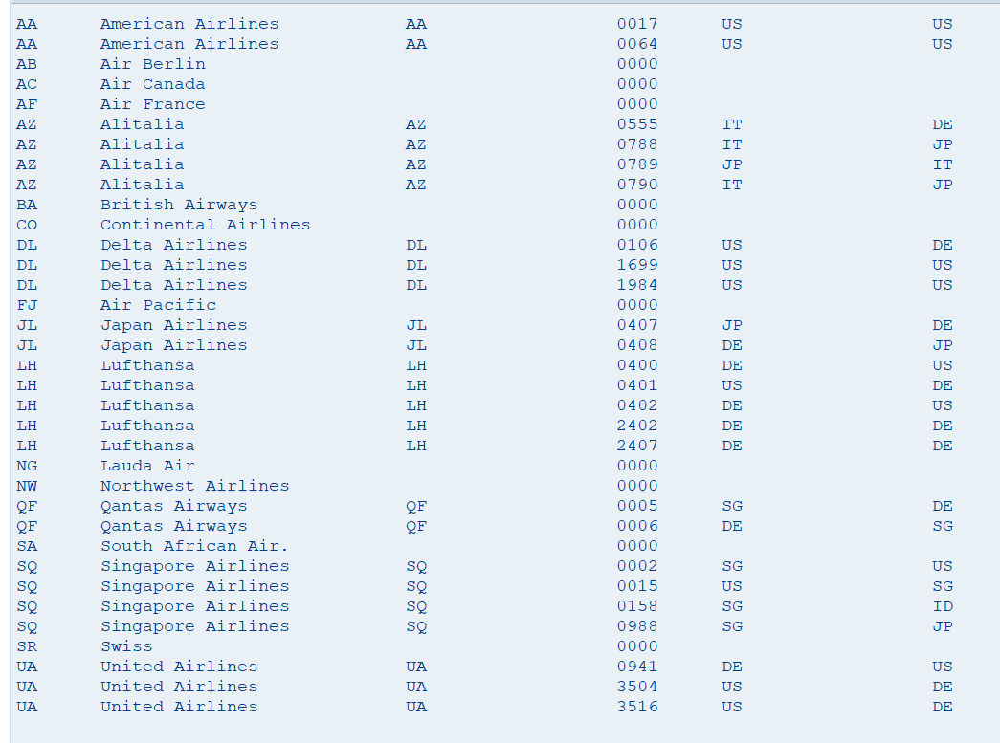 AA American Airlines AA 0017 US US
AA American Airlines AA 0064 US US
AB Air Berlin 0000
AC Air Canada 0000
AF Air France 0000
AZ Alitalia AZ 0555 IT DE
AZ Alitalia AZ 0788 IT JP
AZ Alitalia AZ 0789 JP IT
AZ Alitalia AZ 0790 IT JP
BA British Airways 0000
CO Continental Airlines 0000
DL Delta Airlines DL 0106 US DE
DL Delta Airlines DL 1699 US US
DL Delta Airlines DL 1984 US US
FJ Air Pacific 0000
JL Japan Airlines JL 0407 JP DE
JL Japan Airlines JL 0408 DE JP
LH Lufthansa LH 0400 DE US
LH Lufthansa LH 0401 US DE
LH Lufthansa LH 0402 DE US
LH Lufthansa LH 2402 DE DE
LH Lufthansa LH 2407 DE DE
NG Lauda Air 0000
NW Northwest Airlines 0000
QF Qantas Airways QF 0005 SG DE
QF Qantas Airways QF 0006 DE SG
SA South African Air. 0000
SQ Singapore Airlines SQ 0002 SG US
SQ Singapore Airlines SQ 0015 US SG
SQ Singapore Airlines SQ 0158 SG ID
SQ Singapore Airlines SQ 0988 SG JP
SR Swiss 0000
UA United Airlines UA 0941 DE US
UA United Airlines UA 3504 US DE
UA United Airlines UA 3516 US DE